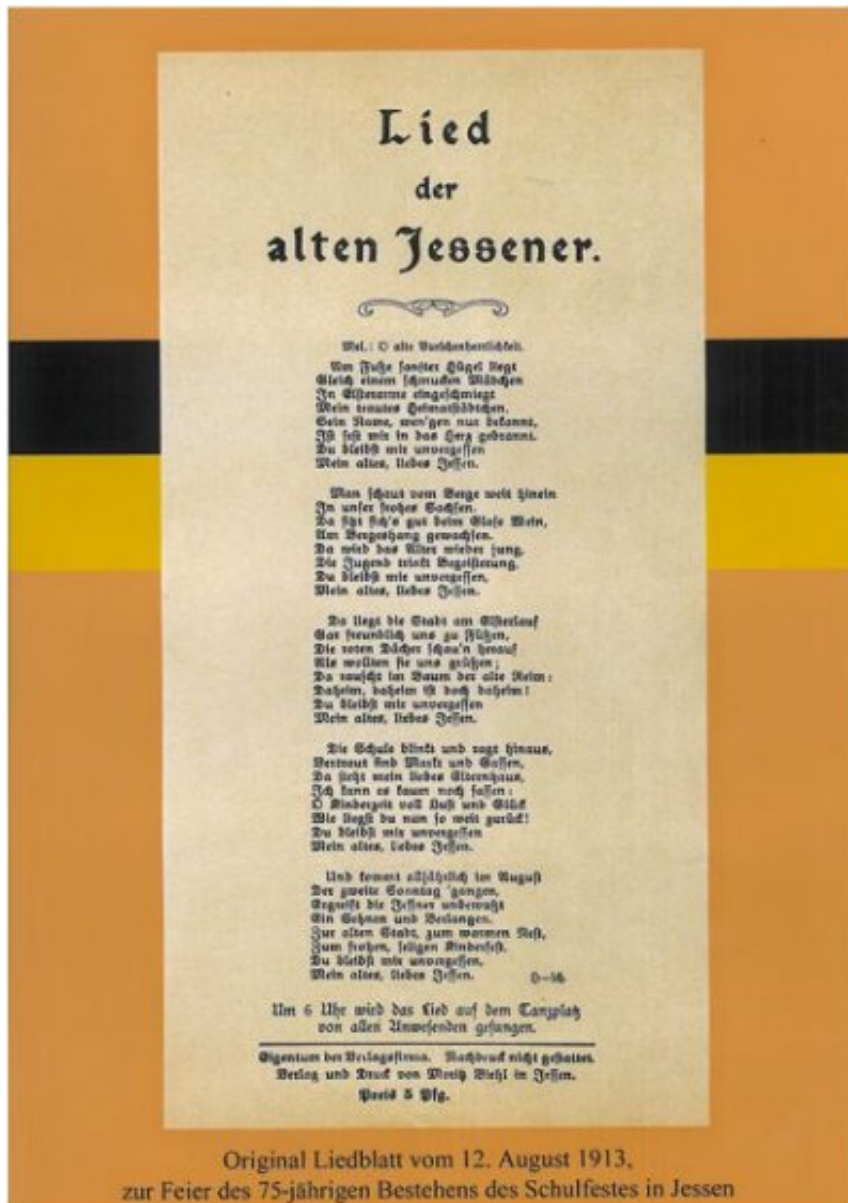 Lied
der
alten Jessener.
Mel.: O alte Burschenherrlichkeit.
Am Fuße sanfter Hügel liegt
Gleich einem schmucken Mädchen
In Elsterarme eingeschmiegt
Mein trautes Heimatstädtchen.
Sein Name, wen'gen nur bekannt,
Ist fest mir in das Herz gebrannt.
Du bleibst mir unvergessen
Mein altes, liebes Jessen.
Man schaut vom Berge weit hinein
In unser frohes Sachsen.
Da sitzt sich's gut beim Glase Wein,
Am Bergeshang gewachsen.
Da wird das Alter wieder jung,
Die Jugend trinkt Begeisterung,
Du bleibst mir unvergessen,
Mein altes, liebes Jessen.
Da liegt die Stadt am Elsterlauf
Gar freundlich uns zu Füßen,
Die roten Dächer schau'n herauf
Als wollten sie uns grüßen;
Da rauscht im Baum der alte Reim:
Daheim, daheim ist doch daheim!
Du bleibst mir unvergessen
Mein altes, liebes Jessen.
Die Schule blinkt und ragt hinaus,
Vertraut sind Markt und Gassen,
Da steht mein liebes Elternhaus,
Ich kann es kaum noch fassen:
O Kinderzeit voll Lust und Glück
Wie liegst du nun so weit zurück!
Du bleibst mir unvergessen
Mein altes, liebes Jessen.
Und kommt alljährlich im August
Der zweite Sonntag 'gangen,
Ergreift die Jessner unbewußt
Ein Sehnen und Verlangen.
Zur alten Stadt, zum warmen Nest,
Zum frohen, seligen Kinderfest.
Du bleibst mir unvergessen,
Mein altes, liebes Jessen.
Um 6 Uhr wird das Lied auf dem Tanzplatz
von allen Anwesenden gesungen.
Eigentum der Verlagsfirma. Nachdruck nicht gestattet.
Verlag und Druck von Moritz Biehl in Jessen.
Preis 5 Pfg.
Original Liedblatt vom 12. August 1913,
zur Feier des 75-jährigen Bestehens des Schulfestes in Jessen